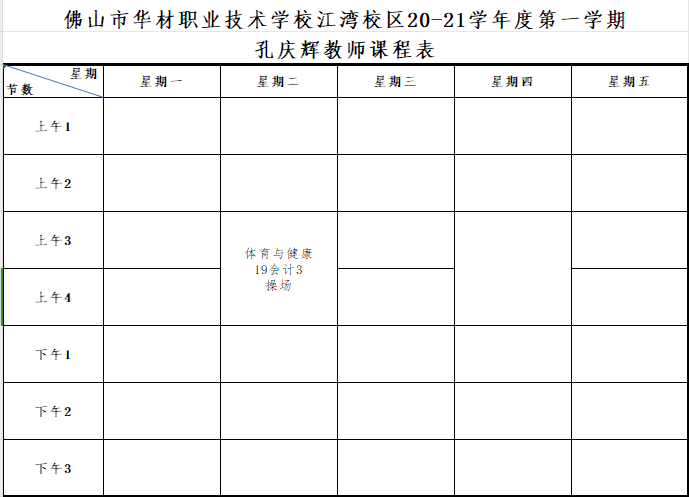 佛山市华材职业技术学校江湾校区20-21学年度第一学期
孔庆辉教师课程表
星期
节数
星期一
星期二
星期三
星期四
星期五
上午1
上午2
上午3
体育与健康
19会计3
操场
上午4
下午1
下午2
下午3